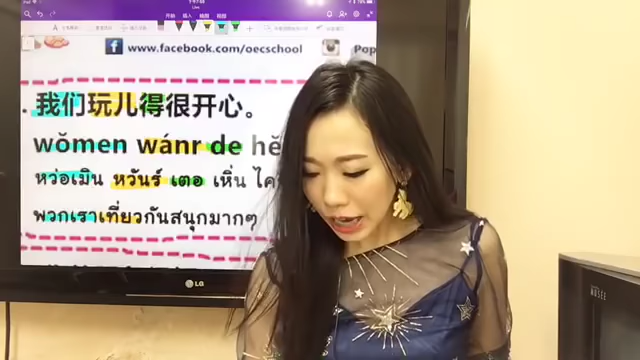 www.facebook.com/oecschool
Pop
我们玩儿得很开心。
wǒmen wánr de hě
หว่อเมิน หวันร์ เตอ เหิ่น ไค
พวกเราเที่ยวกันสนุกมากๆ
LG